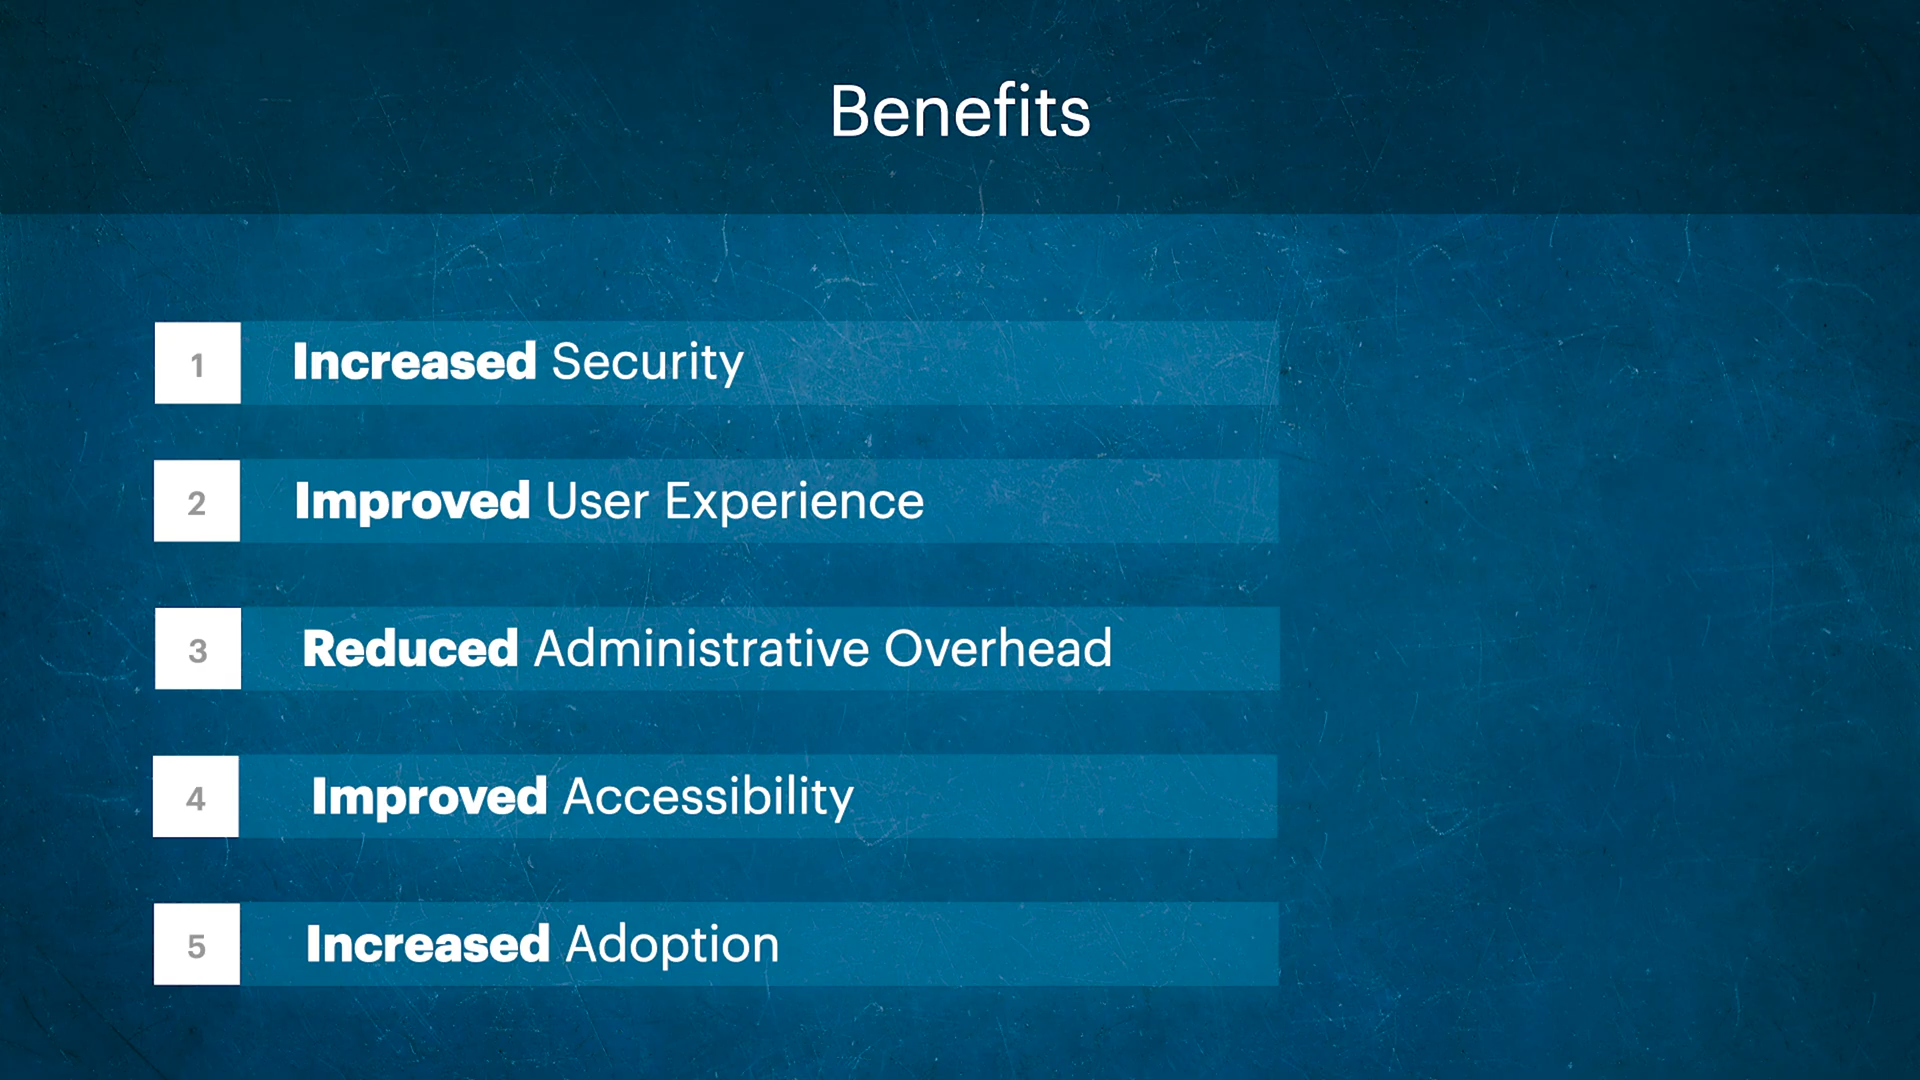 Benefits
1 Increased Security
2 Improved User Experience
3 Reduced Administrative Overhead
4 Improved Accessibility
5 Increased Adoption